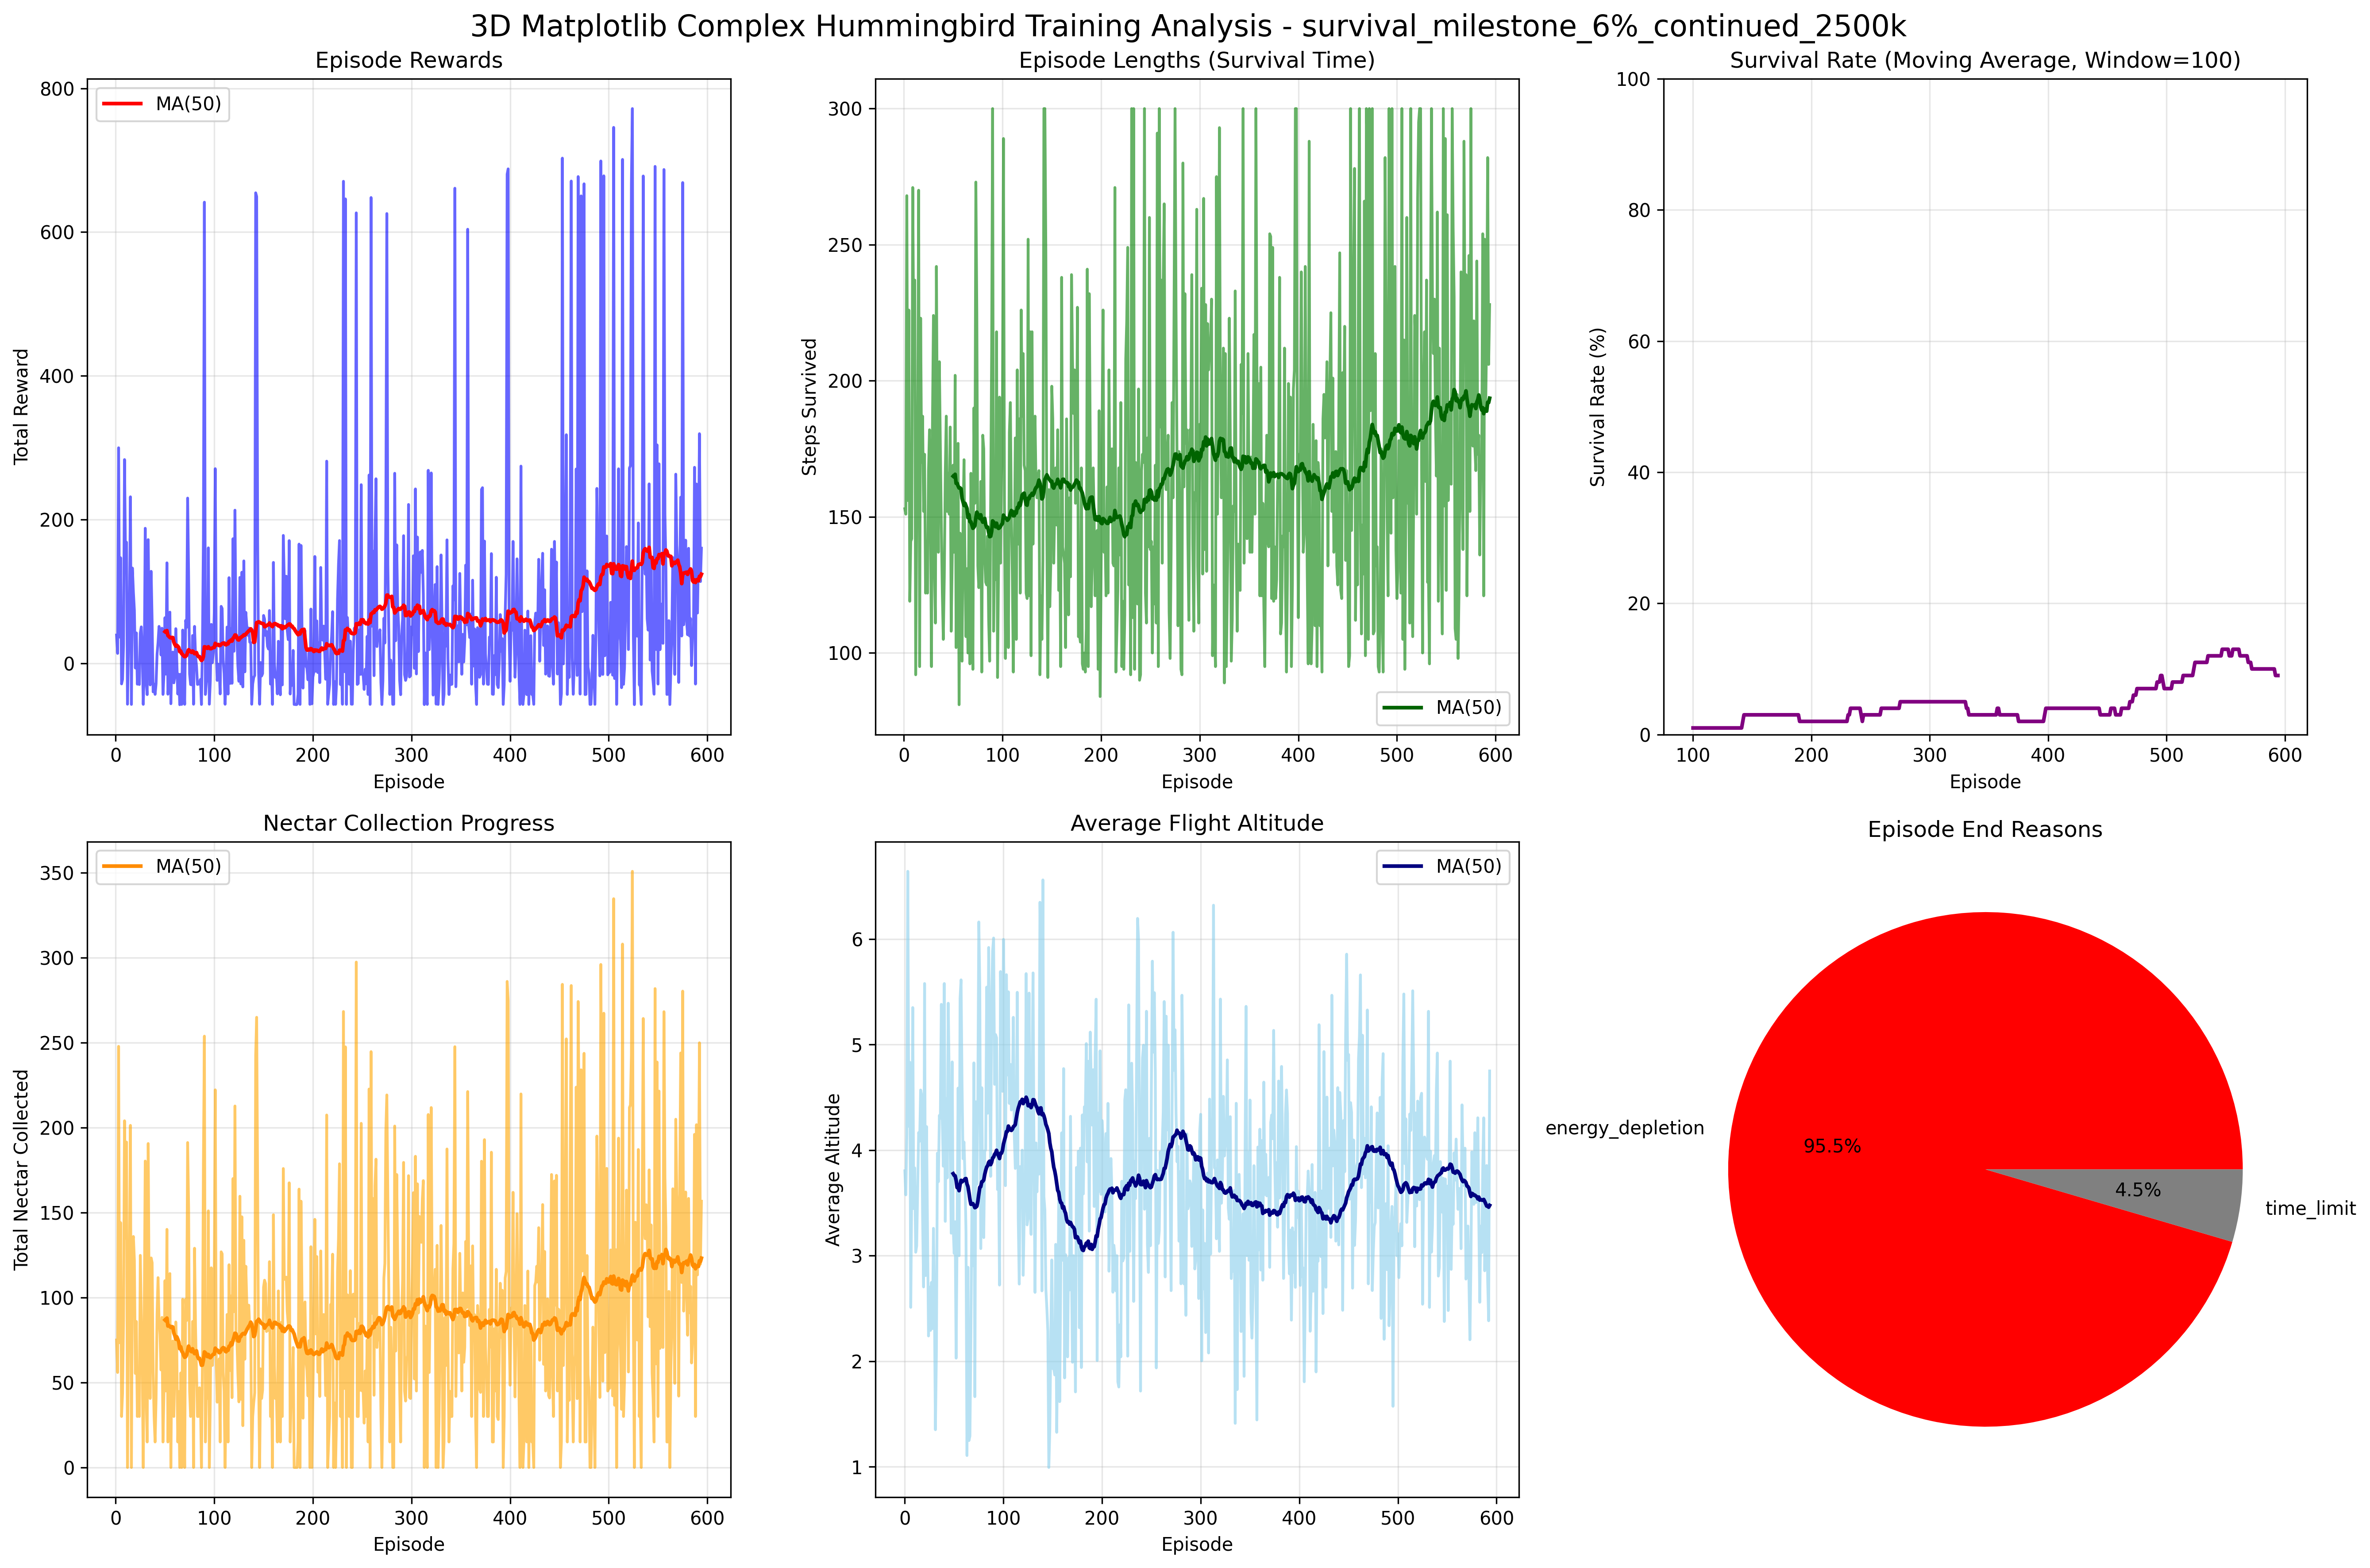 3D Matplotlib Complex Hummingbird Training Analysis - survival_milestone_6%_continued_2500k
Episode Rewards
MA(50)
800
600
400
200
0
Total Reward
0 100 200 300 400 500 600
Episode
Episode Lengths (Survival Time)
300
250
200
150
100
Steps Survived
MA(50)
0 100 200 300 400 500 600
Episode
Survival Rate (Moving Average, Window=100)
100
80
60
40
20
0
Survival Rate (%)
100 200 300 400 500 600
Episode
Nectar Collection Progress
MA(50)
350
300
250
200
150
100
50
0
Total Nectar Collected
0 100 200 300 400 500 600
Episode
Average Flight Altitude
MA(50)
6
5
4
3
2
1
Average Altitude
0 100 200 300 400 500 600
Episode
Episode End Reasons
energy_depletion
95.5%
4.5%
time_limit